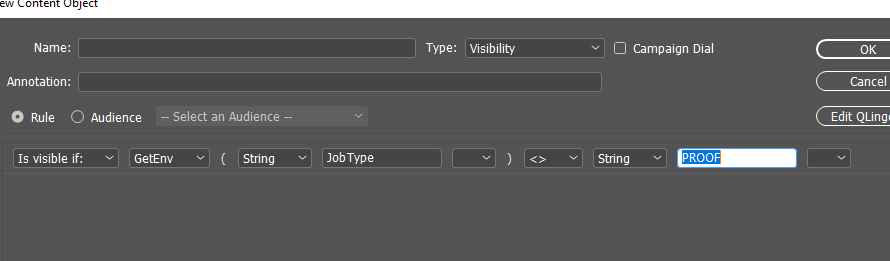 ew Content Object
Name: Type: Visibility Campaign Dial OK
Annotation: Cancel
Rule Audience -- Select an Audience -- Edit QLinge
Is visible if: GetEnv ( String JobType ) <> String PROOF